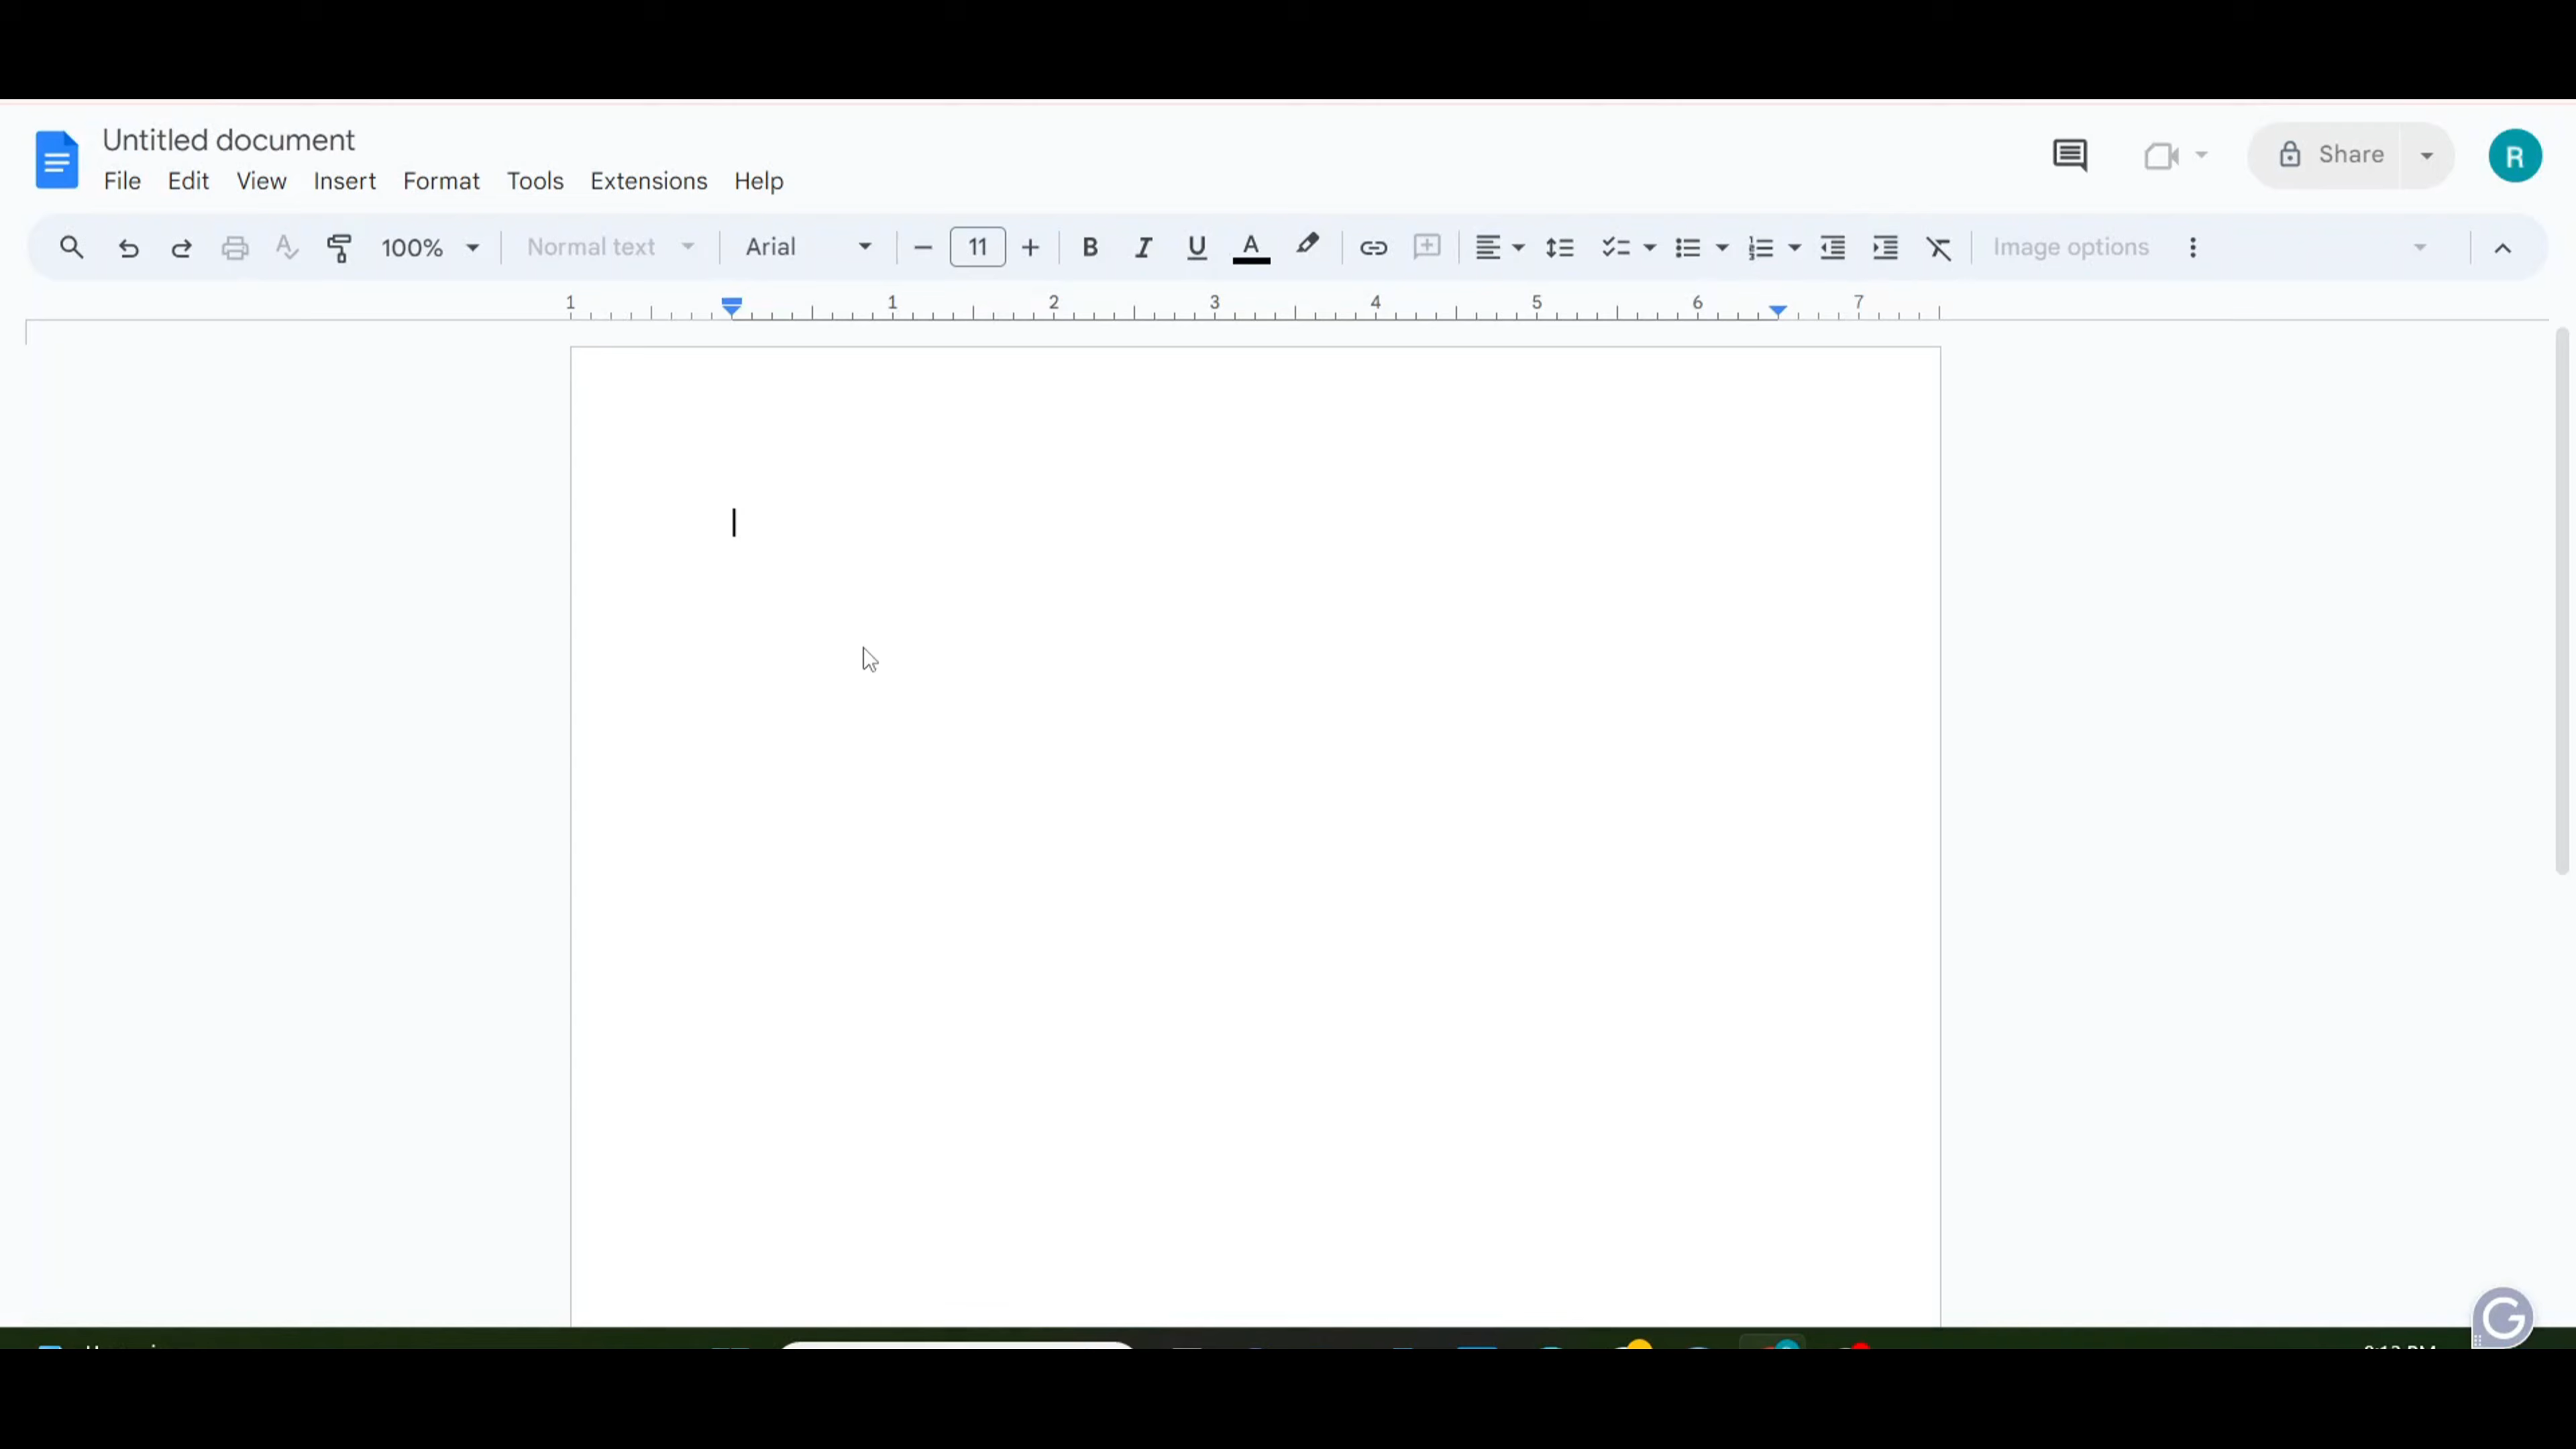 Untitled document
File Edit View Insert Format Tools Extensions Help
Share
R
100% Normal text Arial 11 B I U A Image options
1 1 2 3 4 5 6 7
G